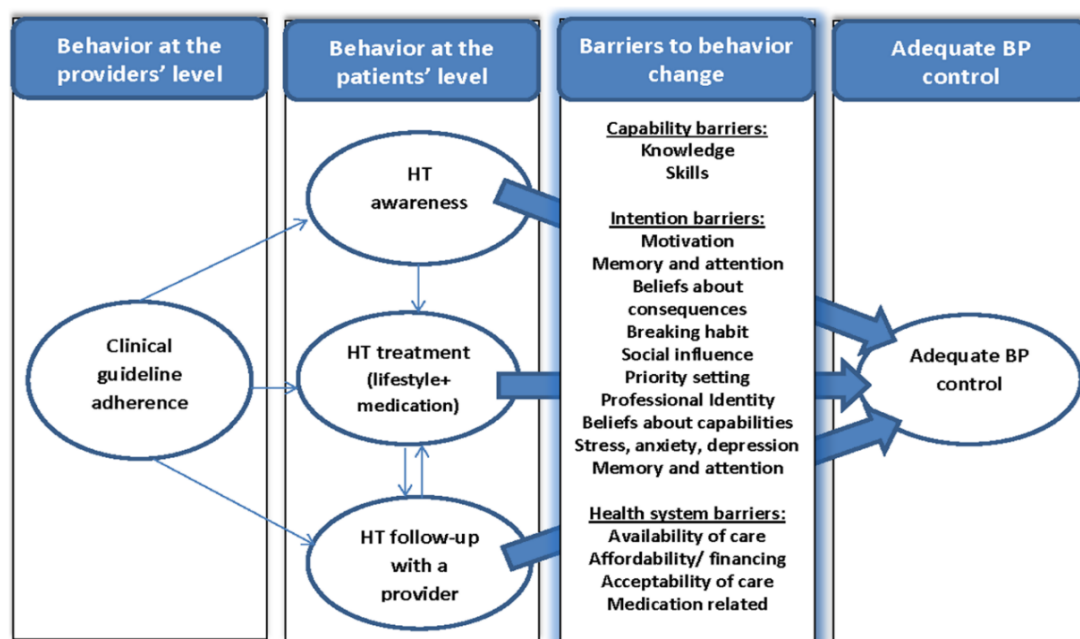 Behavior at the
providers’ level
Behavior at the
patients’ level
Barriers to behavior
change
Adequate BP
control
Clinical
guideline
adherence
HT
awareness
HT treatment
(lifestyle+
medication)
HT follow-up
with a
provider
Capability barriers:
Knowledge
Skills
Intention barriers:
Motivation
Memory and attention
Beliefs about
consequences
Breaking habit
Social influence
Priority setting
Professional Identity
Beliefs about capabilities
Stress, anxiety, depression
Memory and attention
Health system barriers:
Availability of care
Affordability/ financing
Acceptability of care
Medication related
Adequate BP
control